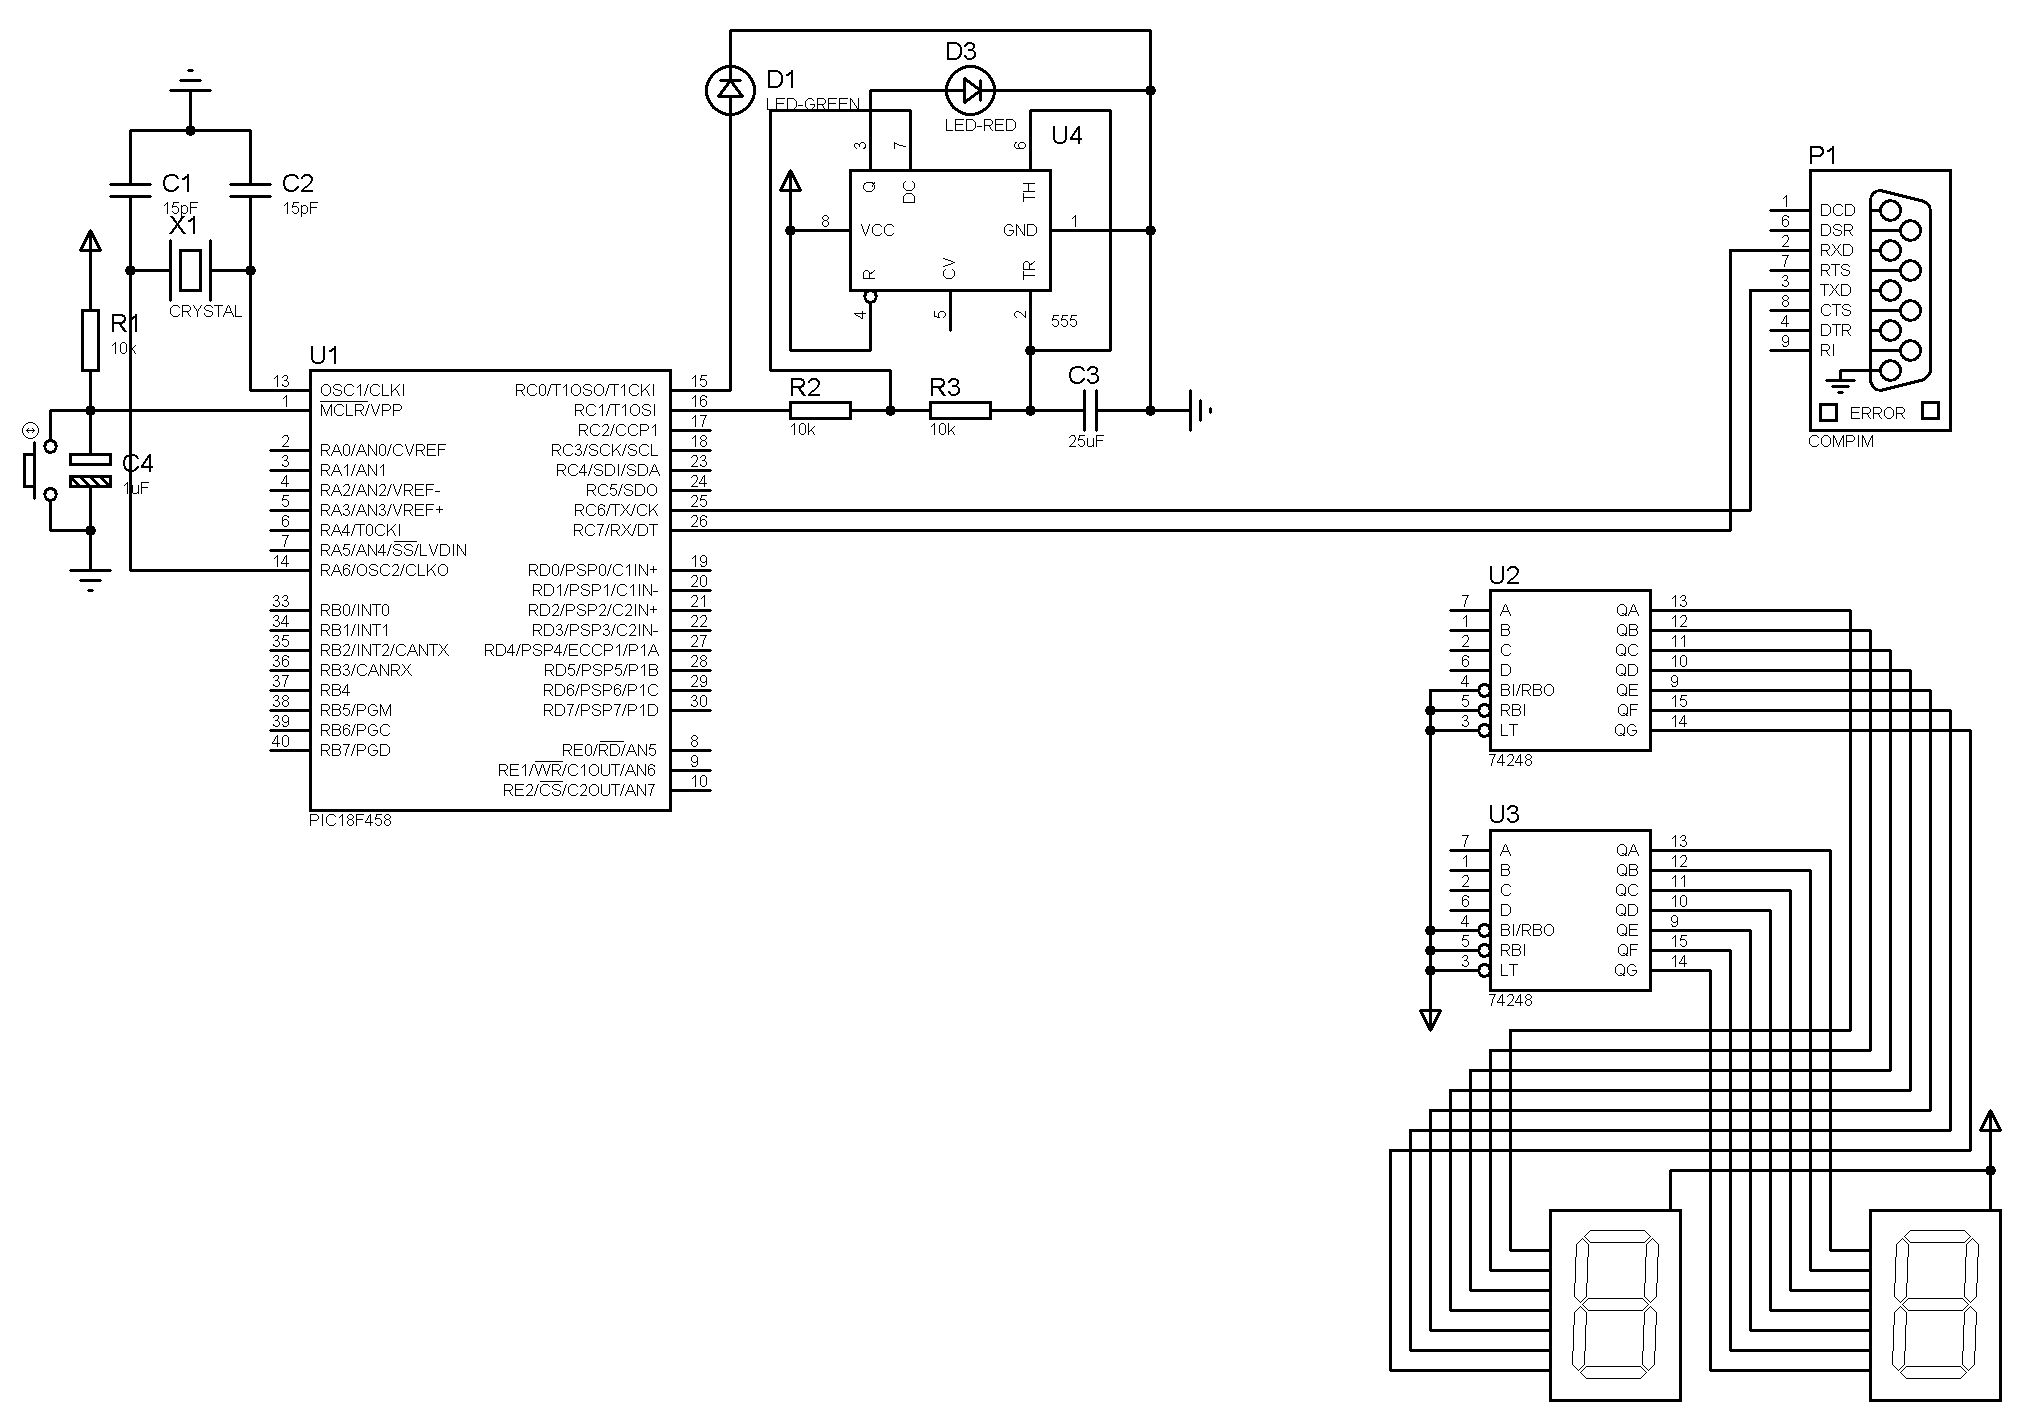 C1
15pF
C2
15pF
X1
CRYSTAL
R1
10k
C4
1uF
U1
13 OSC1/CLKI
1 MCLR/VPP
2 RA0/AN0/CVREF
3 RA1/AN1
4 RA2/AN2/VREF-
5 RA3/AN3/VREF+
6 RA4/T0CKI
7 RA5/AN4/SS/LVDIN
14 RA6/OSC2/CLKO
33 RB0/INT0
34 RB1/INT1
35 RB2/INT2/CANTX
36 RB3/CANRX
37 RB4
38 RB5/PGM
39 RB6/PGC
40 RB7/PGD
RC0/T1OSO/T1CKI 15
RC1/T1OSI 16
RC2/CCP1 17
RC3/SCK/SCL 18
RC4/SDI/SDA 23
RC5/SDO 24
RC6/TX/CK 25
RC7/RX/DT 26
RD0/PSP0/C1IN+ 19
RD1/PSP1/C1IN- 20
RD2/PSP2/C2IN+ 21
RD3/PSP3/C2IN- 22
RD4/PSP4/ECCP1/P1A 27
RD5/PSP5/P1B 28
RD6/PSP6/P1C 29
RD7/PSP7/P1D 30
RE0/RD/AN5 8
RE1/WR/C1OUT/AN6 9
RE2/CS/C2OUT/AN7 10
PIC18F458
D1
LED-GREEN
D3
LED-RED
U4
3 Q
7 DC
6 TH
8 VCC
GND 1
4 R
5 CV
2 TR
555
R2
10k
R3
10k
C3
25uF
P1
1 DCD
6 DSR
2 RXD
7 RTS
3 TXD
8 CTS
4 DTR
9 RI
ERROR
COMPIM
U2
7 A QA 13
1 B QB 12
2 C QC 11
6 D QD 10
4 BI/RBO QE 9
5 RBI QF 15
3 LT QG 14
74248
U3
7 A QA 13
1 B QB 12
2 C QC 11
6 D QD 10
4 BI/RBO QE 9
5 RBI QF 15
3 LT QG 14
74248